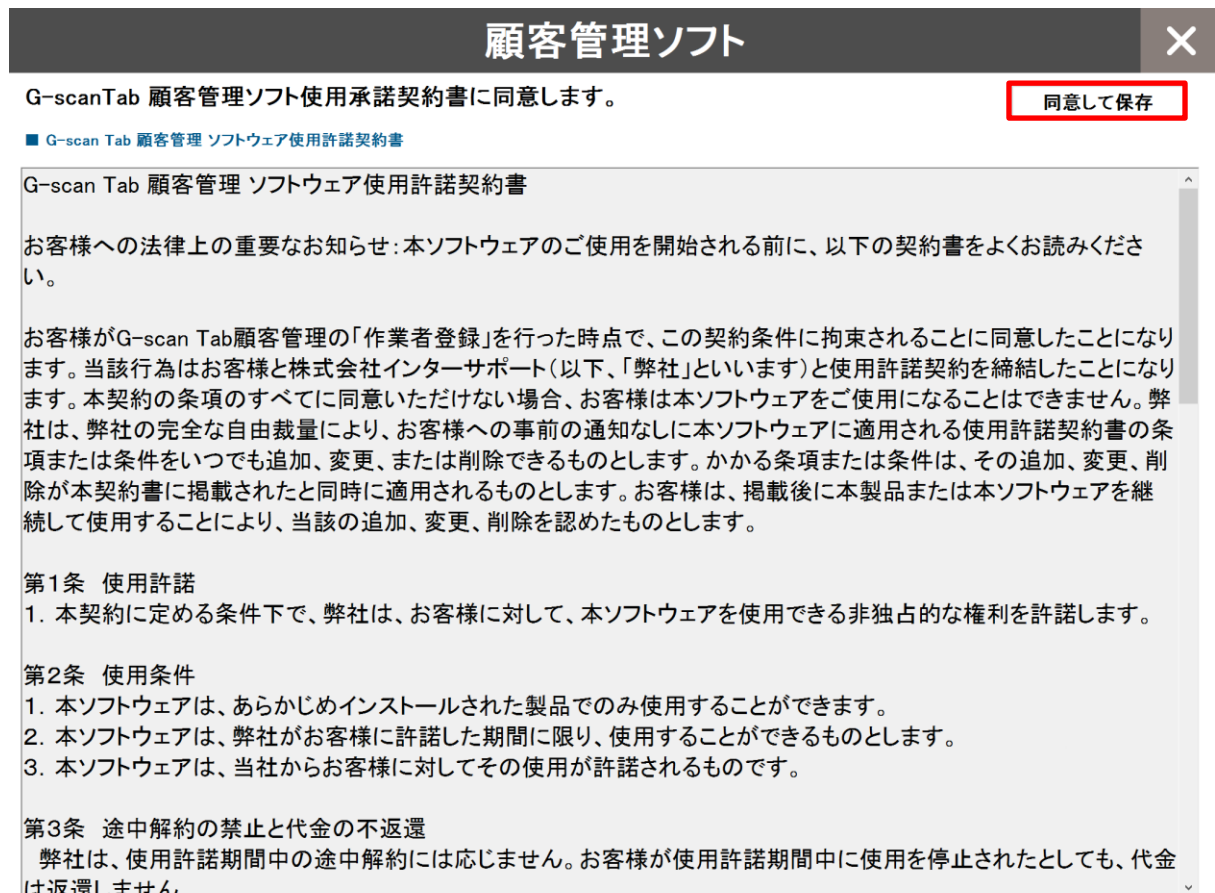 顧客管理ソフト
G-scanTab 顧客管理ソフト使用承諾契約書に同意します。
同意して保存
■ G-scan Tab 顧客管理 ソフトウェア使用許諾契約書
G-scan Tab 顧客管理 ソフトウェア使用許諾契約書
お客様への法律上の重要なお知らせ：本ソフトウェアのご使用を開始される前に、以下の契約書をよくお読みくださ
い。
お客様がG-scan Tab顧客管理の「作業者登録」を行った時点で、この契約条件に拘束されることに同意したことになり
ます。当該行為はお客様と株式会社インターサポート（以下、「弊社」といいます）と使用許諾契約を締結したことになり
ます。本契約の条項のすべてに同意いただけない場合、お客様は本ソフトウェアをご使用になることはできません。弊
社は、弊社の完全な自由裁量により、お客様への事前の通知なしに本ソフトウェアに適用される使用許諾契約書の条
項または条件をいつでも追加、変更、または削除できるものとします。かかる条項または条件は、その追加、変更、削
除が本契約書に掲載されたと同時に適用されるものとします。お客様は、掲載後に本製品または本ソフトウェアを継
続して使用することにより、当該の追加、変更、削除を認めたものとします。
第1条 使用許諾
1. 本契約に定める条件下で、弊社は、お客様に対して、本ソフトウェアを使用できる非独占的な権利を許諾します。
第2条 使用条件
1. 本ソフトウェアは、あらかじめインストールされた製品でのみ使用することができます。
2. 本ソフトウェアは、弊社がお客様に許諾した期間に限り、使用することができるものとします。
3. 本ソフトウェアは、当社からお客様に対してその使用が許諾されるものです。
第3条 途中解約の禁止と代金の不返還
弊社は、使用許諾期間中の途中解約には応じません。お客様が使用許諾期間中に使用を停止されたとしても、代金
は返還しません